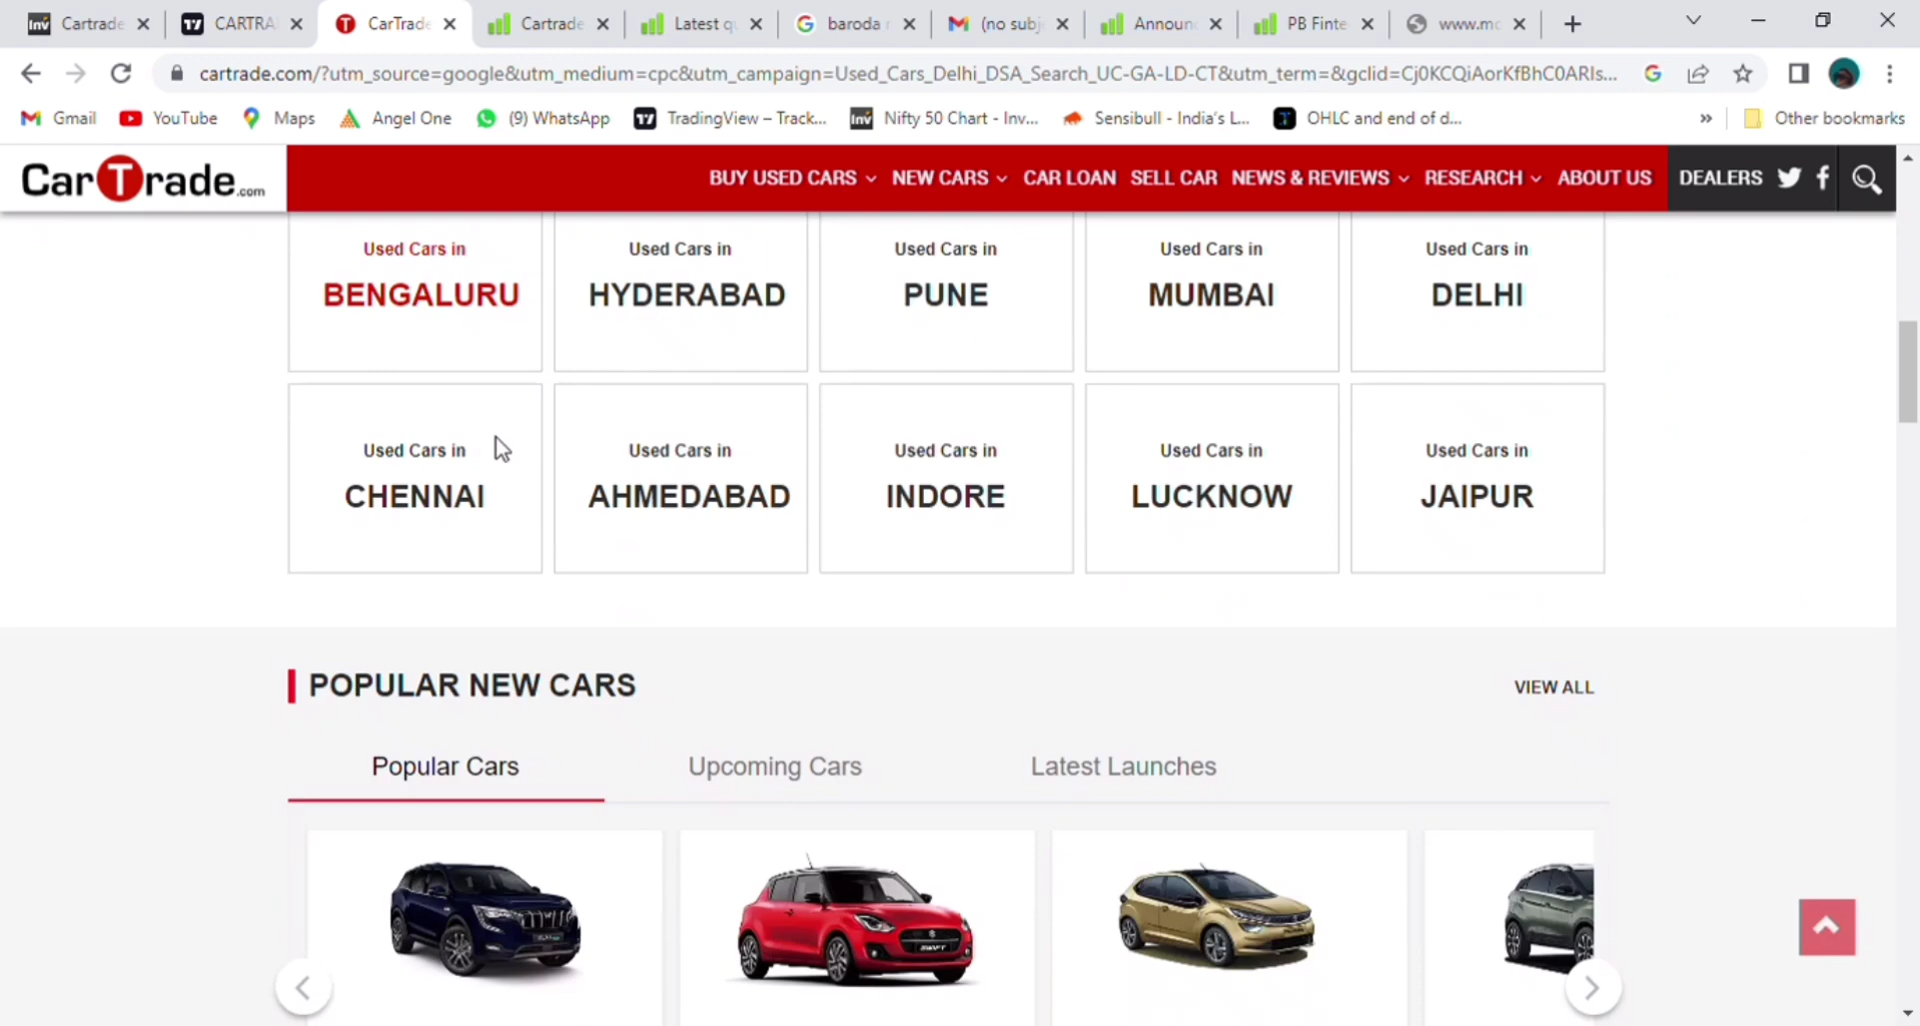 Cartrade
CARTRA
CarTrade
Cartrade
Latest q
baroda
(no subj
Announ
PB Finte
www.mc
cartrade.com/?utm_source=google&utm_medium=cpc&utm_campaign=Used_Cars_Delhi_DSA_Search_UC-GA-LD-CT&utm_term=&gclid=Cj0KCQiAorKfBhC0ARIs...
Gmail
YouTube
Maps
Angel One
(9) WhatsApp
TradingView – Track...
Nifty 50 Chart - Inv...
Sensibull - India's L...
OHLC and end of d...
»
Other bookmarks
CarTrade.com
BUY USED CARS
NEW CARS
CAR LOAN
SELL CAR
NEWS & REVIEWS
RESEARCH
ABOUT US
DEALERS
Used Cars in
BENGALURU
Used Cars in
HYDERABAD
Used Cars in
PUNE
Used Cars in
MUMBAI
Used Cars in
DELHI
Used Cars in
CHENNAI
Used Cars in
AHMEDABAD
Used Cars in
INDORE
Used Cars in
LUCKNOW
Used Cars in
JAIPUR
POPULAR NEW CARS
VIEW ALL
Popular Cars
Upcoming Cars
Latest Launches
SWIFT